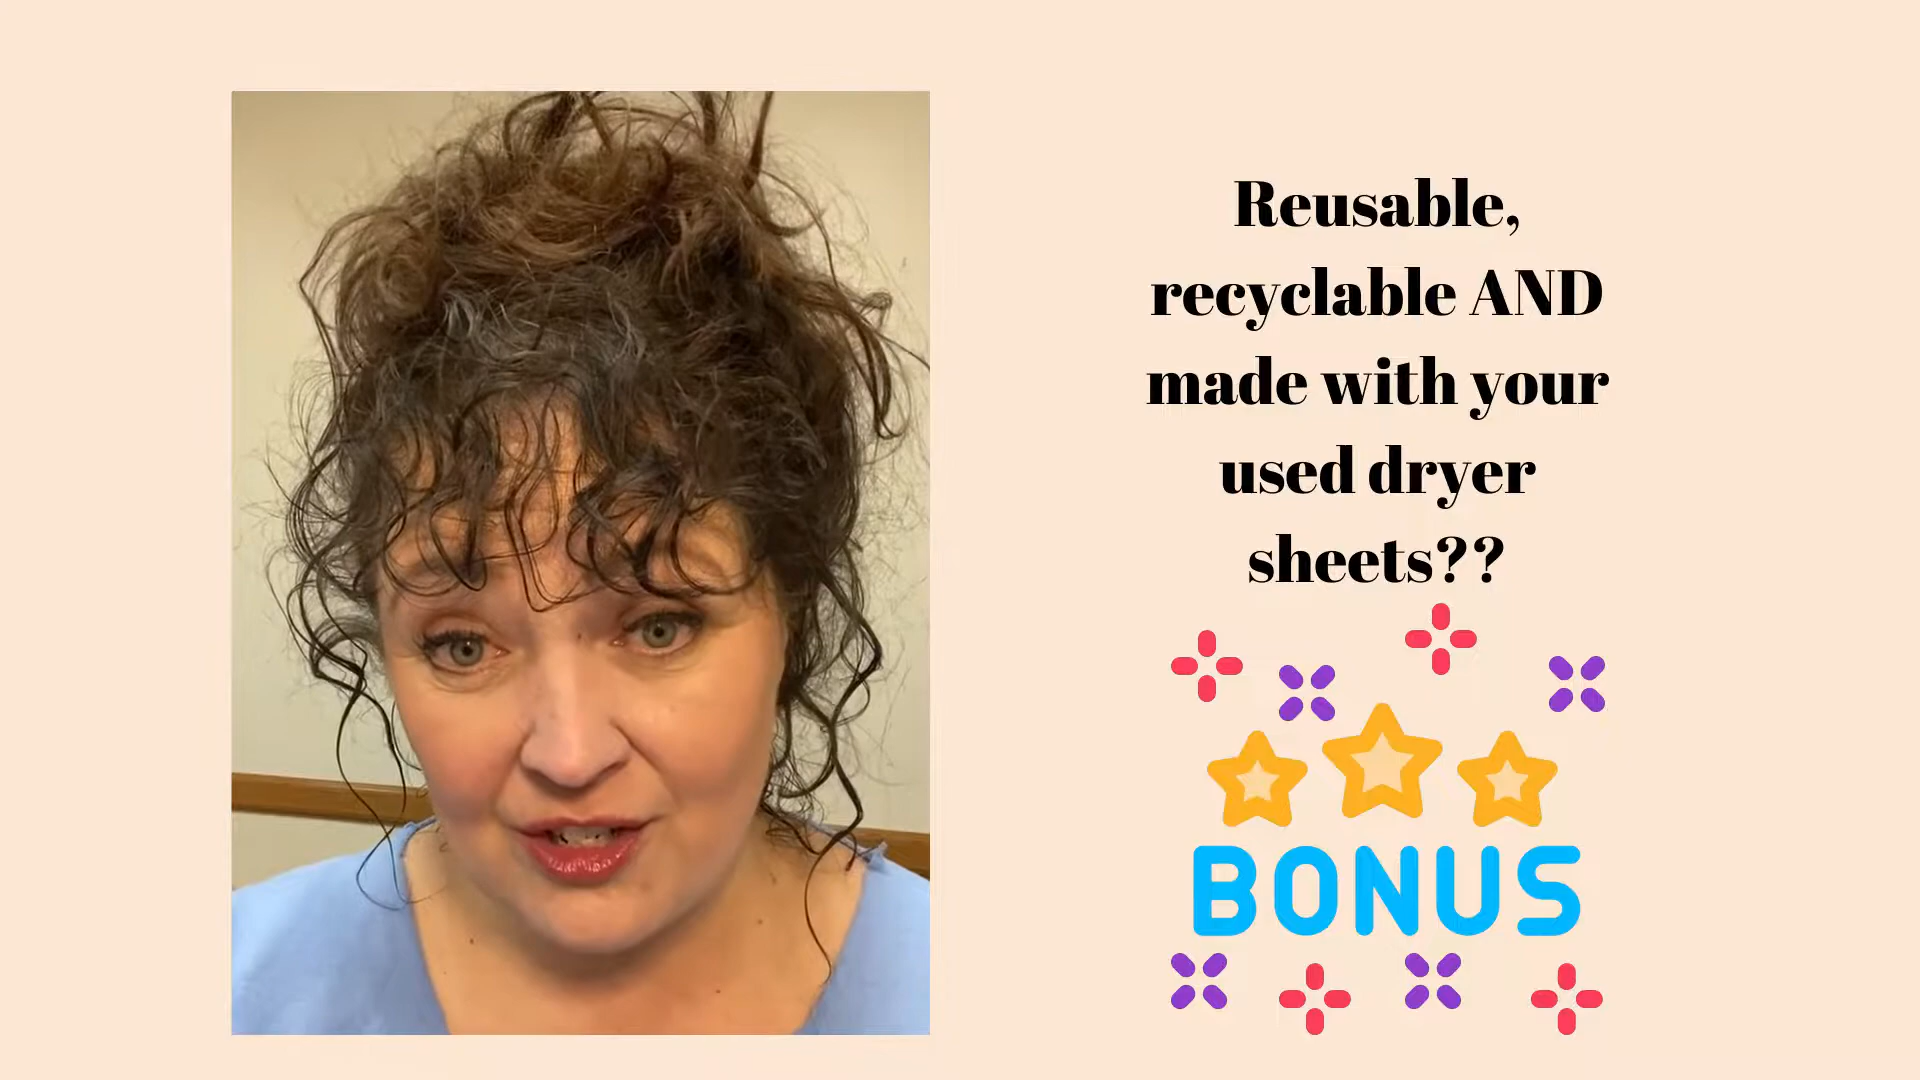 Reusable,
recyclable AND
made with your
used dryer
sheets??
BONUS